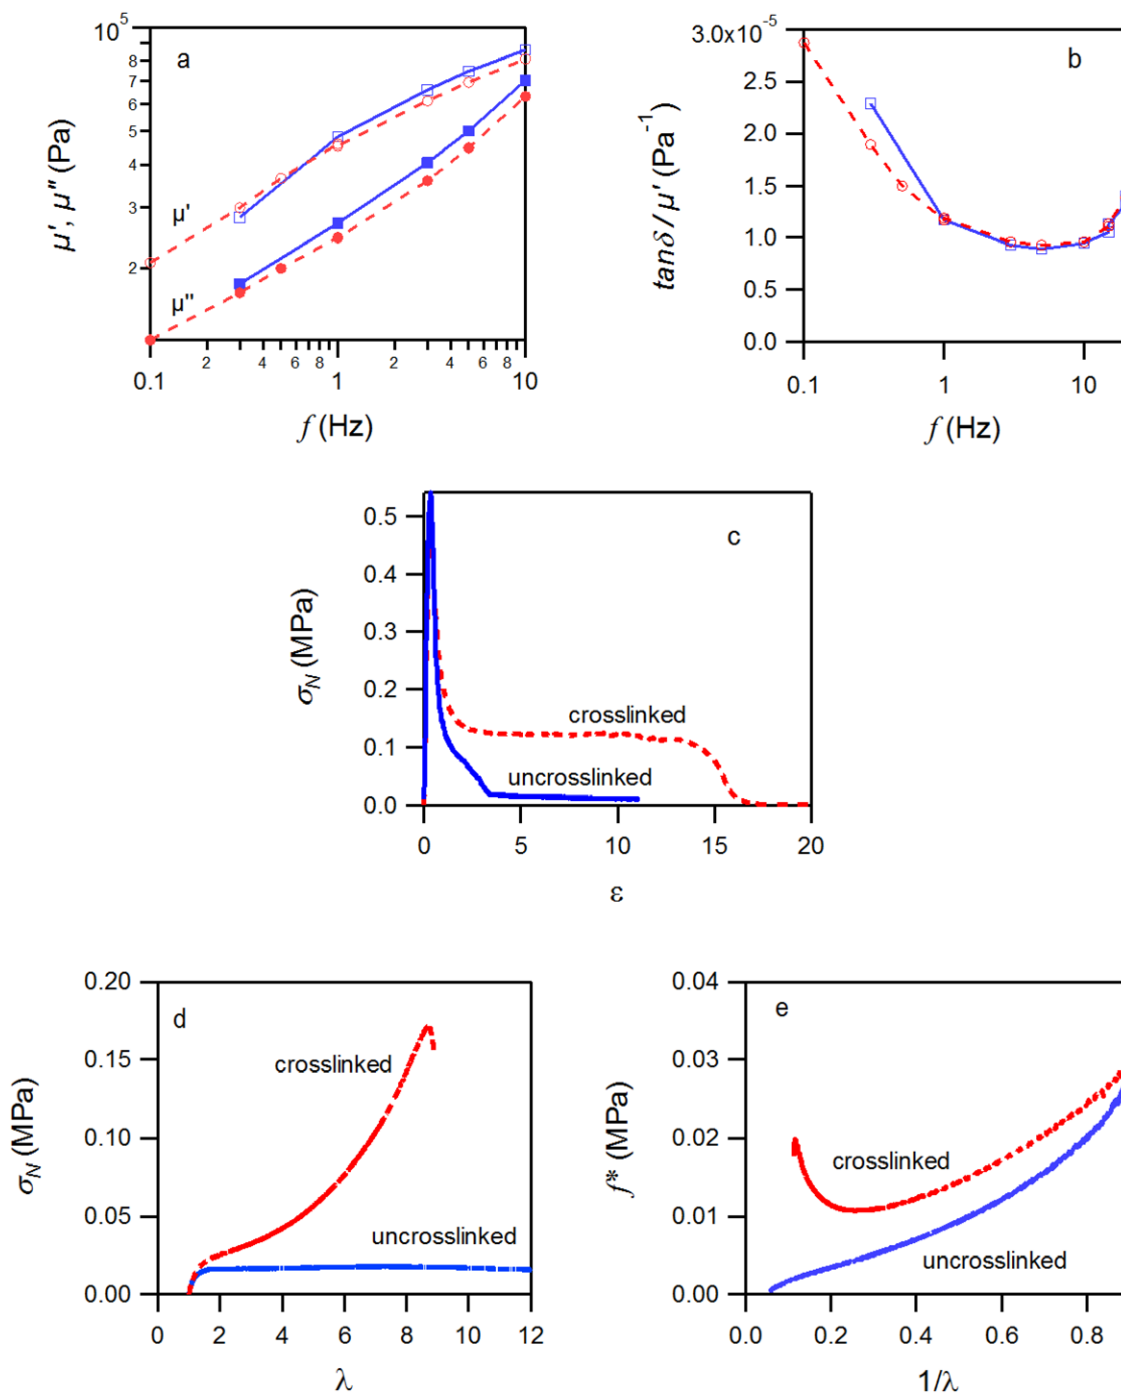 10^5
8
7
6
5
4
3
2
μ', μ" (Pa)
a
μ'
μ"
0.1
2
4
6
8
1
2
4
6
8
10
f (Hz)
3.0x10^-5
2.5
2.0
1.5
1.0
0.5
0.0
tanδ / μ' (Pa^-1)
b
0.1
1
10
f (Hz)
0.5
0.4
0.3
0.2
0.1
0.0
σN (MPa)
c
crosslinked
uncrosslinked
0
5
10
15
20
ε
0.20
0.15
0.10
0.05
0.00
σN (MPa)
d
crosslinked
uncrosslinked
0
2
4
6
8
10
12
λ
0.04
0.03
0.02
0.01
0.00
f* (MPa)
e
crosslinked
uncrosslinked
0.0
0.2
0.4
0.6
0.8
1/λ